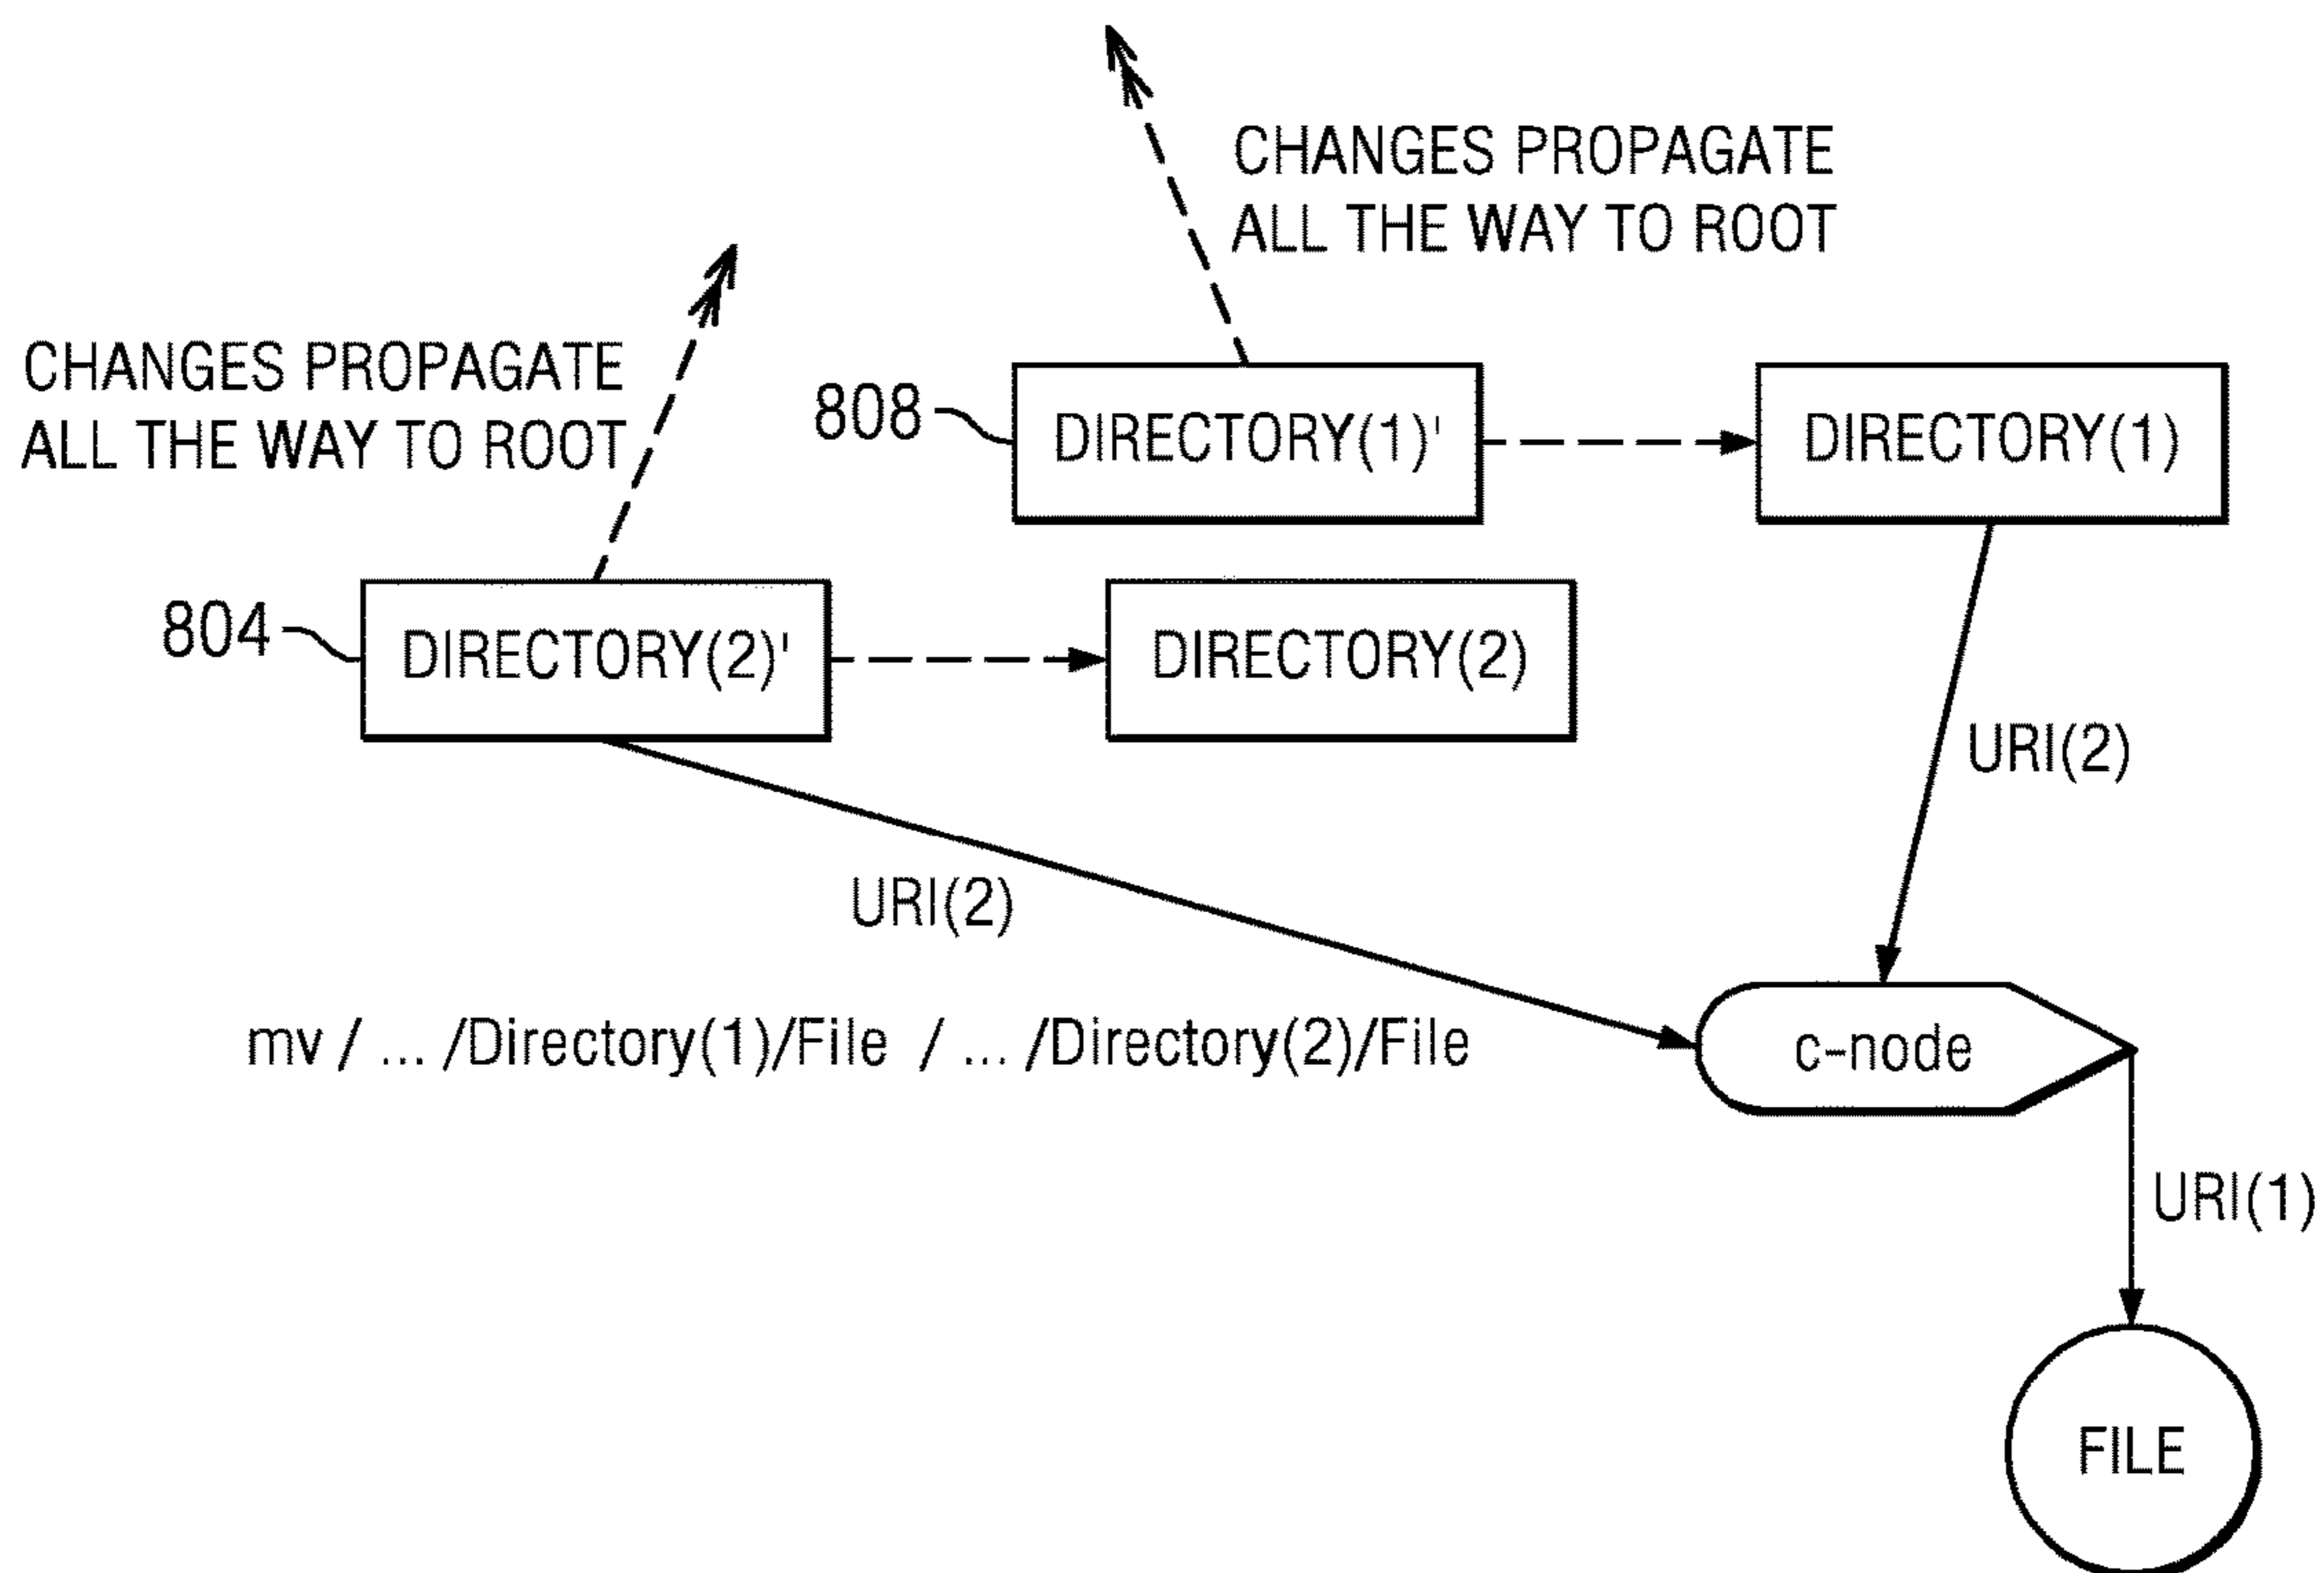 CHANGES PROPAGATE
ALL THE WAY TO ROOT
CHANGES PROPAGATE
ALL THE WAY TO ROOT
808
DIRECTORY(1)'
DIRECTORY(1)
804
DIRECTORY(2)'
DIRECTORY(2)
URI(2)
URI(2)
mv / ... /Directory(1)/File / ... /Directory(2)/File
c-node
URI(1)
FILE